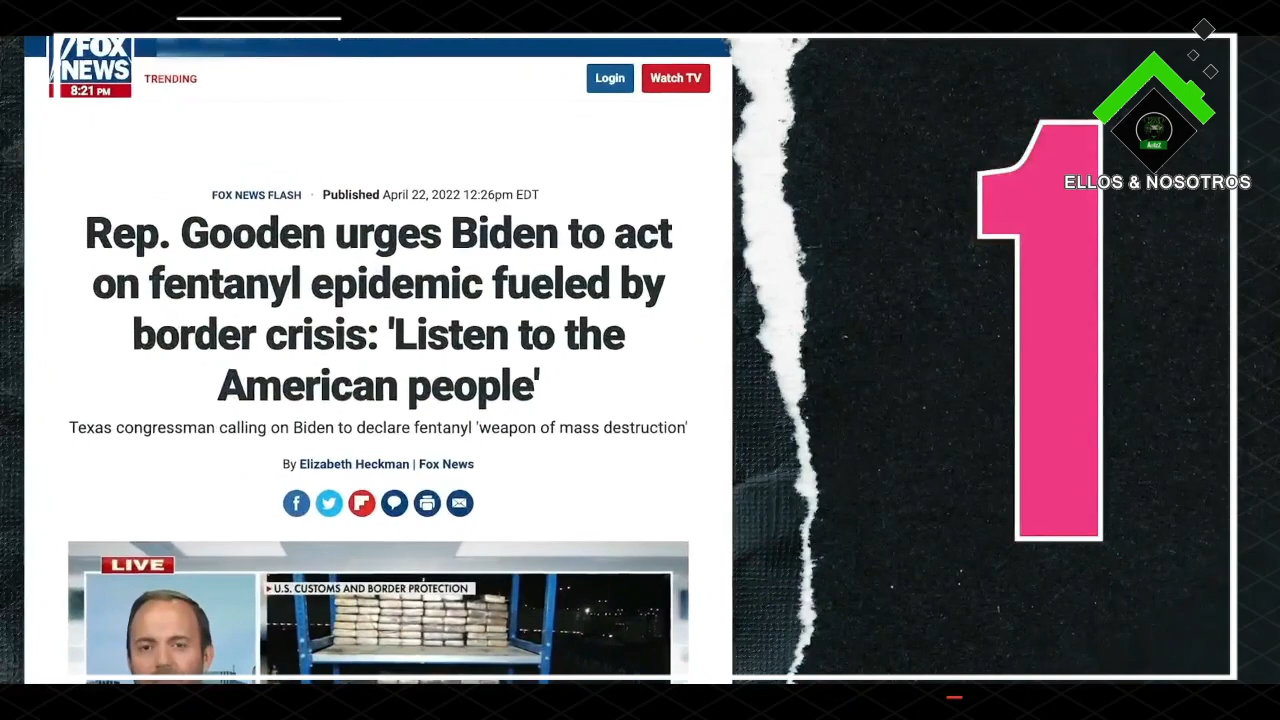 FOX
NEWS
8:21 PM
TRENDING
Login
Watch TV
FOX NEWS FLASH · Published April 22, 2022 12:26pm EDT
Rep. Gooden urges Biden to act
on fentanyl epidemic fueled by
border crisis: 'Listen to the
American people'
Texas congressman calling on Biden to declare fentanyl 'weapon of mass destruction'
By Elizabeth Heckman | Fox News
LIVE
U.S. CUSTOMS AND BORDER PROTECTION
1
AntiZ
ELLOS & NOSOTROS